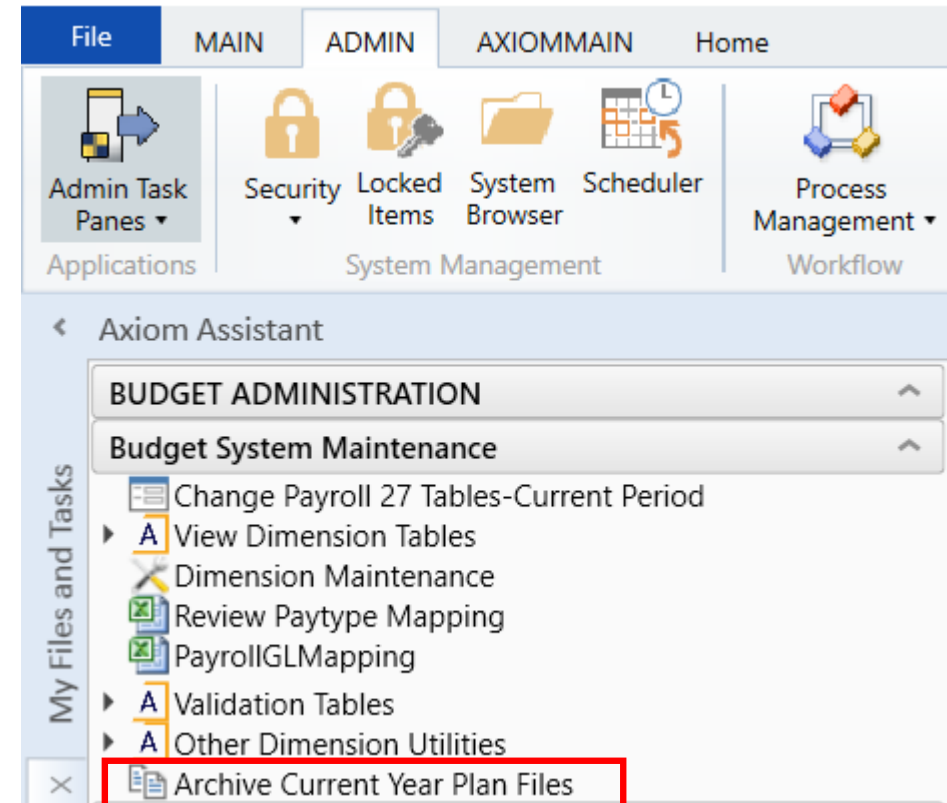 File MAIN ADMIN AXIOMMAIN Home
Admin Task Panes
Security
Locked Items
System Browser
Scheduler
Process Management
Applications System Management Workflow
Axiom Assistant
My Files and Tasks
BUDGET ADMINISTRATION
Budget System Maintenance
Change Payroll 27 Tables-Current Period
A View Dimension Tables
Dimension Maintenance
Review Paytype Mapping
PayrollGLMapping
A Validation Tables
A Other Dimension Utilities
Archive Current Year Plan Files